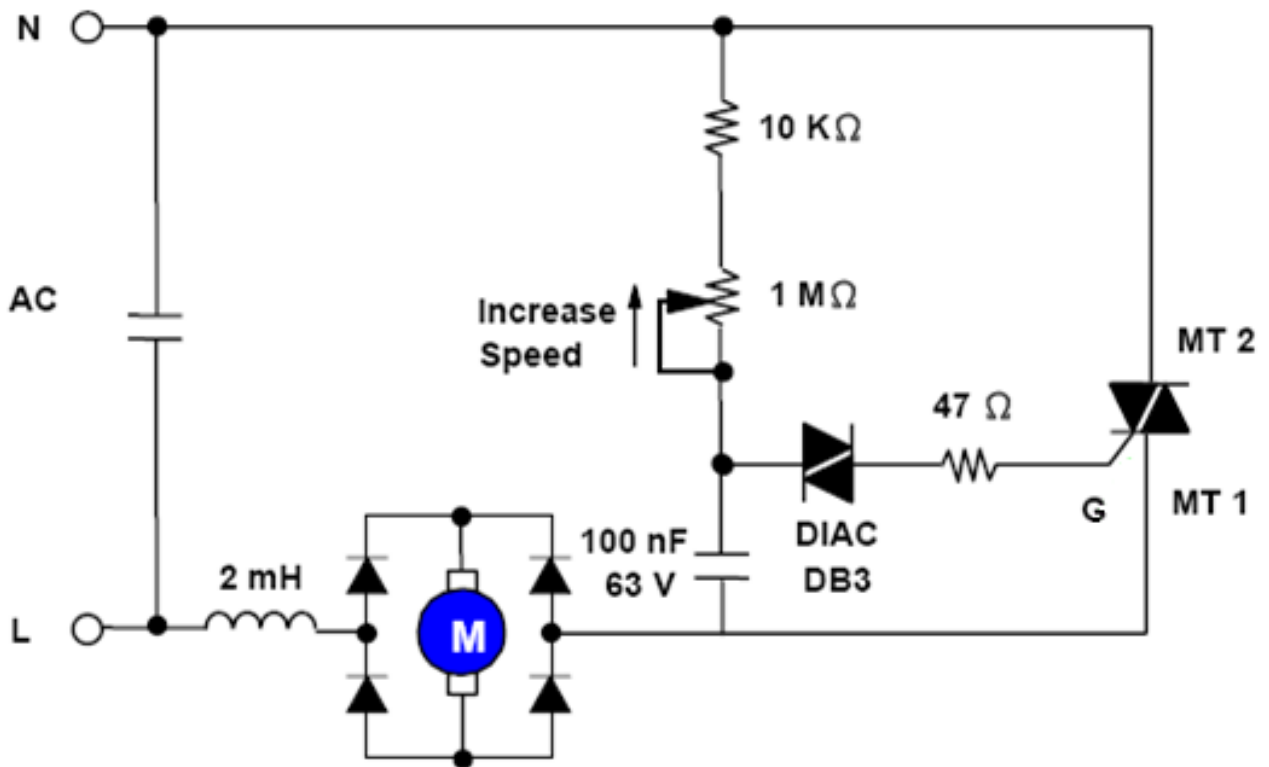 N
10 KΩ
AC
Increase
Speed
1 MΩ
MT 2
47 Ω
G
MT 1
100 nF
63 V
DIAC
DB3
2 mH
L
M